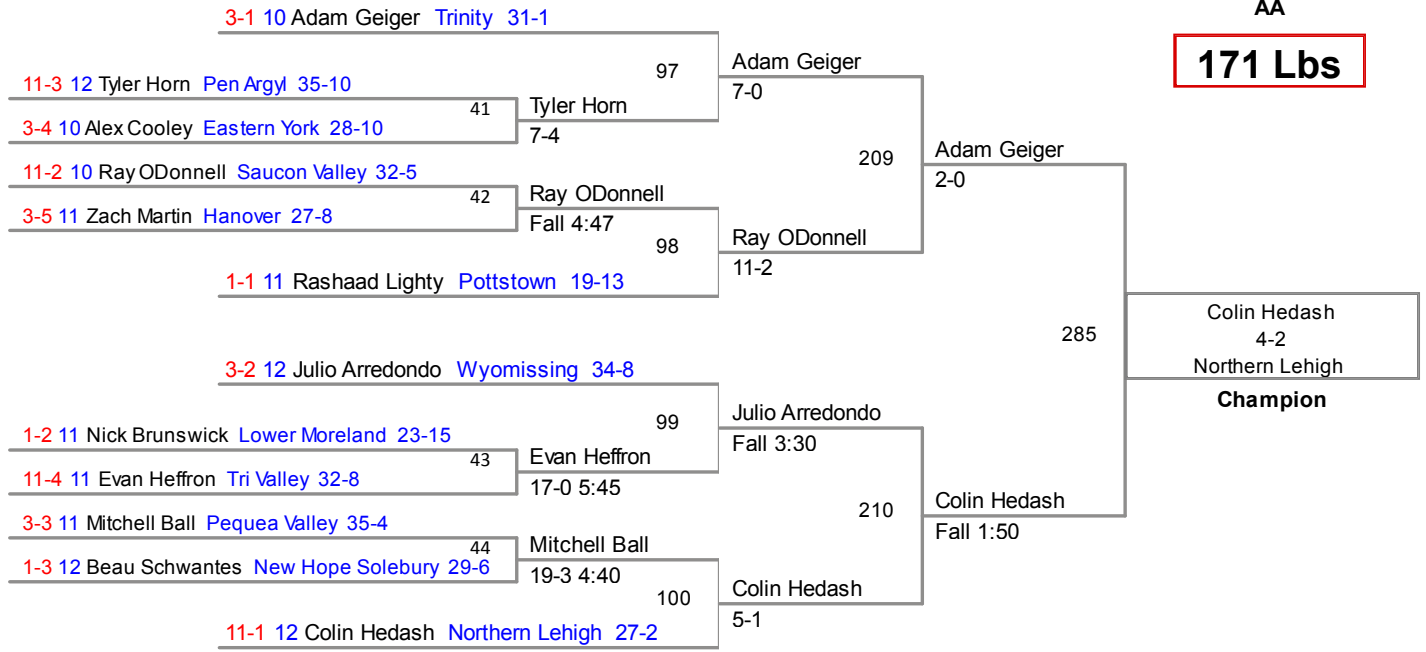 AA
171 Lbs
3-1 10 Adam Geiger Trinity 31-1
97
Adam Geiger
7-0
11-3 12 Tyler Horn Pen Argyl 35-10
41
Tyler Horn
7-4
3-4 10 Alex Cooley Eastern York 28-10
209
Adam Geiger
2-0
11-2 10 Ray ODonnell Saucon Valley 32-5
42
Ray ODonnell
Fall 4:47
3-5 11 Zach Martin Hanover 27-8
98
Ray ODonnell
11-2
1-1 11 Rashaad Lighty Pottstown 19-13
285
Colin Hedash
4-2
Northern Lehigh
Champion
3-2 12 Julio Arredondo Wyomissing 34-8
99
Julio Arredondo
Fall 3:30
1-2 11 Nick Brunswick Lower Moreland 23-15
43
Evan Heffron
17-0 5:45
11-4 11 Evan Heffron Tri Valley 32-8
210
Colin Hedash
Fall 1:50
3-3 11 Mitchell Ball Pequea Valley 35-4
44
Mitchell Ball
19-3 4:40
1-3 12 Beau Schwantes New Hope Solebury 29-6
100
Colin Hedash
5-1
11-1 12 Colin Hedash Northern Lehigh 27-2